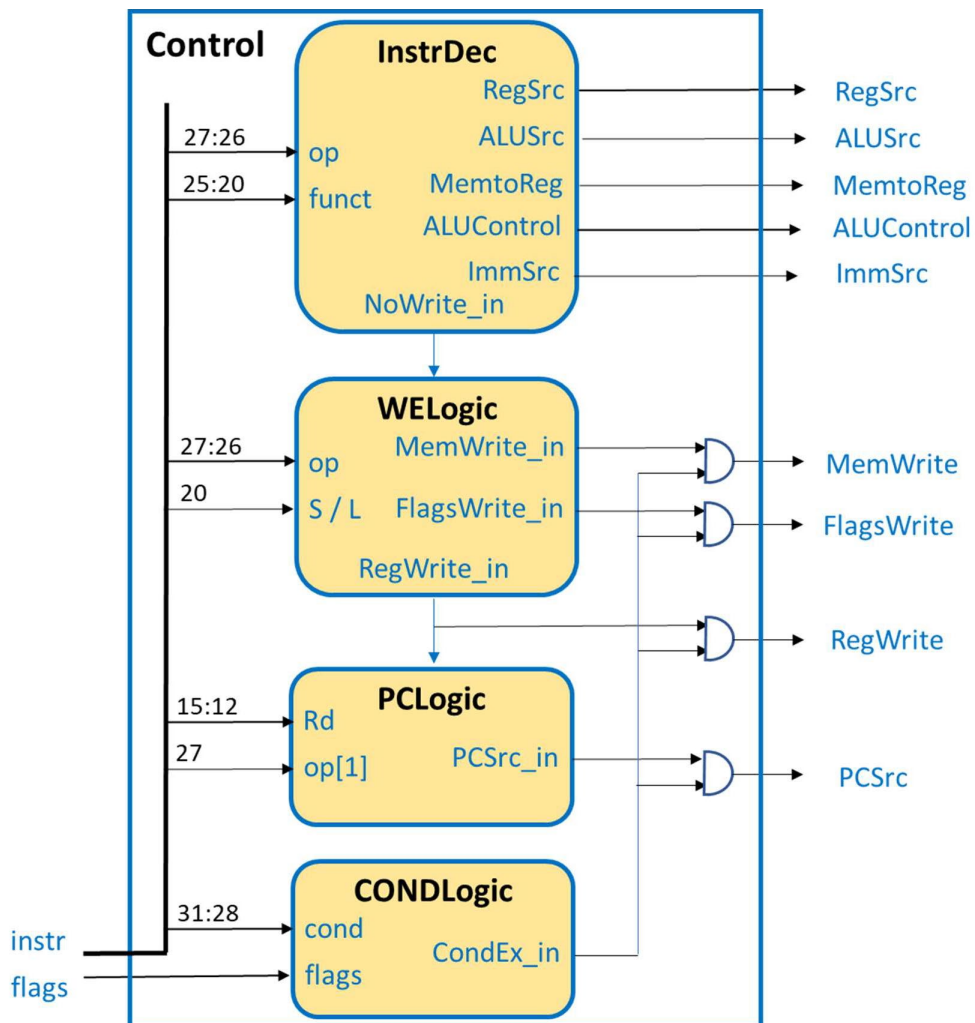 Control
InstrDec
RegSrc
RegSrc
27:26
op
ALUSrc
ALUSrc
25:20
funct
MemtoReg
MemtoReg
ALUControl
ALUControl
ImmSrc
ImmSrc
NoWrite_in
WELogic
27:26
op
MemWrite_in
MemWrite
20
S / L
FlagsWrite_in
FlagsWrite
RegWrite_in
RegWrite
PCLogic
15:12
Rd
27
op[1]
PCSrc_in
PCSrc
CONDLogic
31:28
cond
instr
CondEx_in
flags
flags